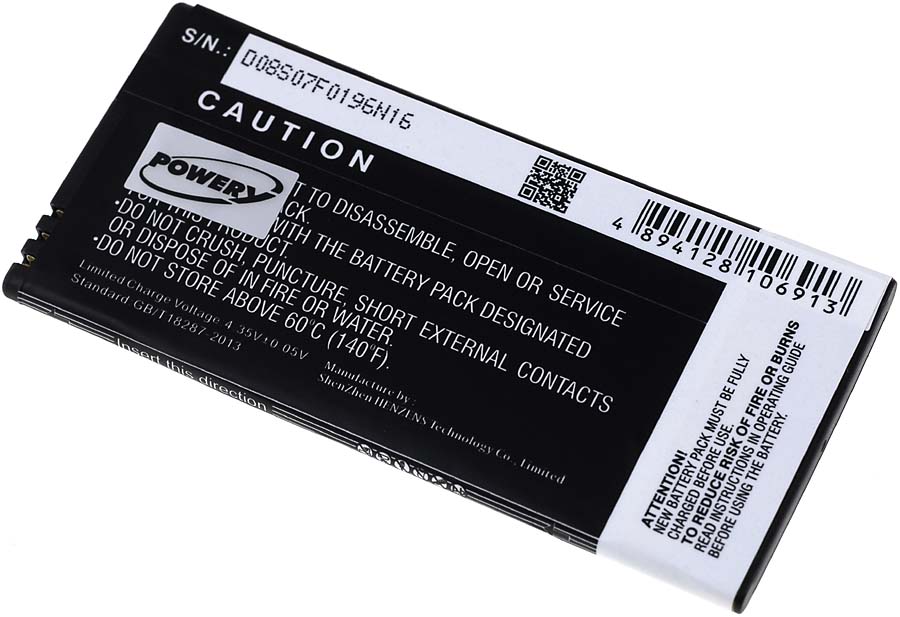 S/N.:
D08S07F0196N16
CAUTION
POWERY
T TO DISASSEMBLE, OPEN OR SERVICE
CK.
WITH THE BATTERY PACK DESIGNATED
FOR THIS PRODUCT.
•DO NOT CRUSH, PUNCTURE, SHORT EXTERNAL CONTACTS
OR DISPOSE OF IN FIRE OR WATER.
•DO NOT STORE ABOVE 60°C (140°F).
Limited Charge Voltage 4.35V±0.05V
Standard GB/T18287-2013
Manufacture by:
ShenZhen HENZENS Technology Co., Limited
Insert this direction
4 894128 106913
ATTENTION!
NEW BATTERY PACK MUST BE FULLY
CHARGED BEFORE USE.
TO REDUCE RISK OF FIRE OR BURNS
READ INSTRUCTIONS IN OPERATING GUIDE
BEFORE USING THE BATTERY.